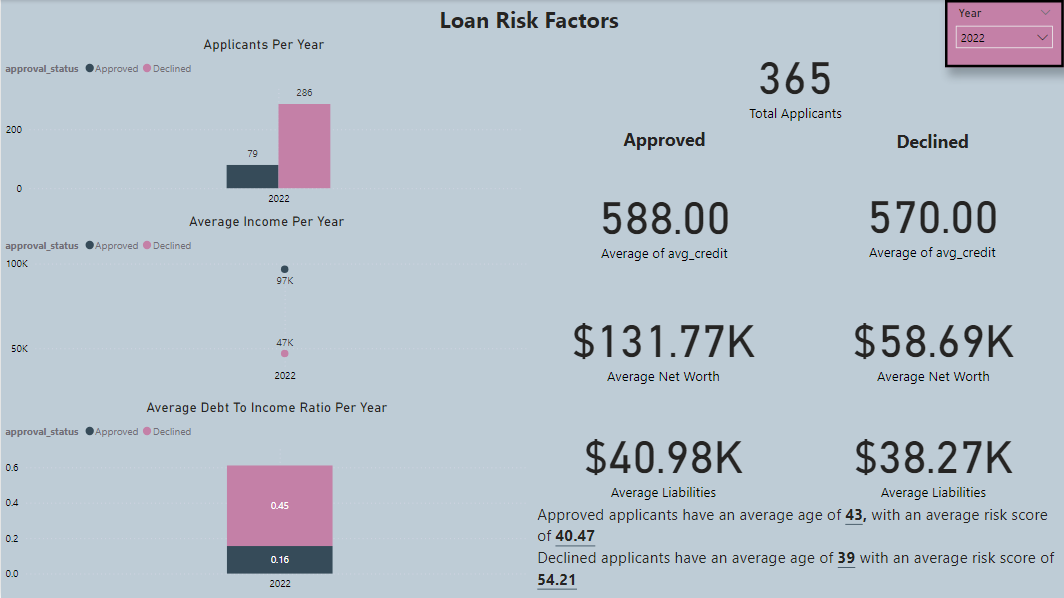 Loan Risk Factors
Year
2022
Applicants Per Year
approval_status Approved Declined
286
200
79
0
2022
Average Income Per Year
approval_status Approved Declined
100K
97K
47K
50K
2022
Average Debt To Income Ratio Per Year
approval_status Approved Declined
0.6
0.45
0.4
0.2
0.16
0.0
2022
365
Total Applicants
Approved
Declined
588.00
Average of avg_credit
570.00
Average of avg_credit
$131.77K
Average Net Worth
$58.69K
Average Net Worth
$40.98K
Average Liabilities
$38.27K
Average Liabilities
Approved applicants have an average age of 43, with an average risk score
of 40.47
Declined applicants have an average age of 39 with an average risk score of
54.21